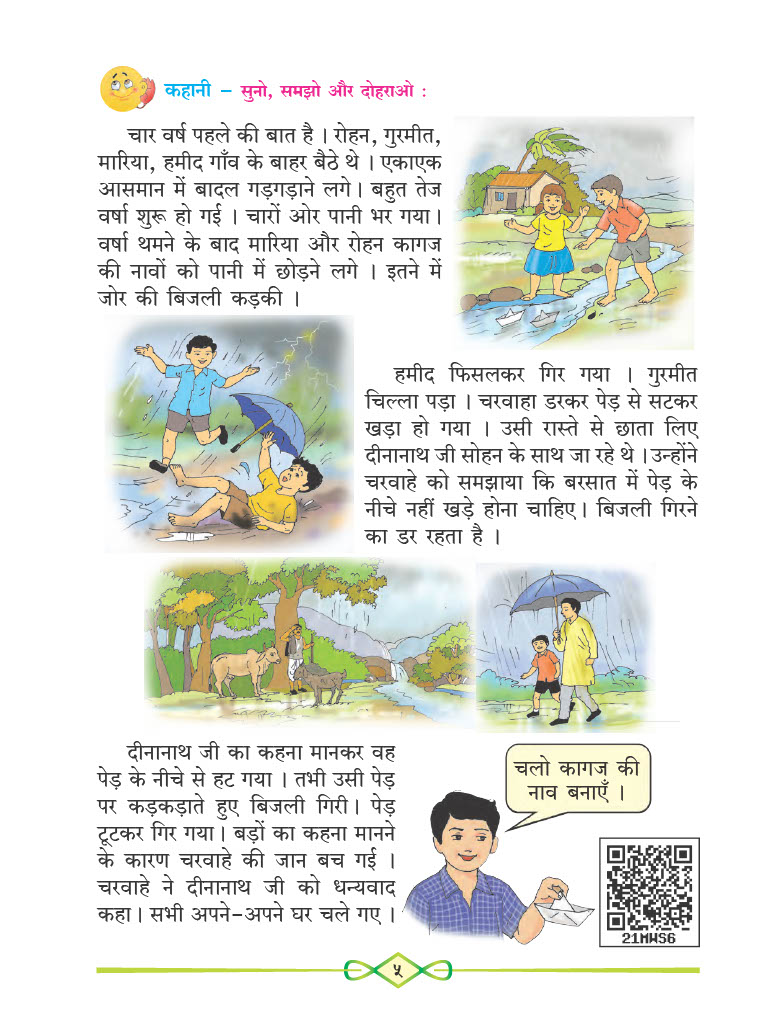 कहानी – सुनो, समझो और दोहराओ :
चार वर्ष पहले की बात है । रोहन, गुरमीत,
मारिया, हमीद गाँव के बाहर बैठे थे । एकाएक
आसमान में बादल गड़गड़ाने लगे । बहुत तेज
वर्षा शुरू हो गई । चारों ओर पानी भर गया ।
वर्षा थमने के बाद मारिया और रोहन कागज
की नावों को पानी में छोड़ने लगे । इतने में
जोर की बिजली कड़की ।
हमीद फिसलकर गिर गया । गुरमीत
चिल्ला पड़ा । चरवाहा डरकर पेड़ से सटकर
खड़ा हो गया । उसी रास्ते से छाता लिए
दीनानाथ जी सोहन के साथ जा रहे थे । उन्होंने
चरवाहे को समझाया कि बरसात में पेड़ के
नीचे नहीं खड़े होना चाहिए । बिजली गिरने
का डर रहता है ।
दीनानाथ जी का कहना मानकर वह
पेड़ के नीचे से हट गया । तभी उसी पेड़
पर कड़कड़ाते हुए बिजली गिरी । पेड़
टूटकर गिर गया । बड़ों का कहना मानने
के कारण चरवाहे की जान बच गई ।
चरवाहे ने दीनानाथ जी को धन्यवाद
कहा । सभी अपने-अपने घर चले गए ।
चलो कागज की
नाव बनाएँ ।
21MWS6
५